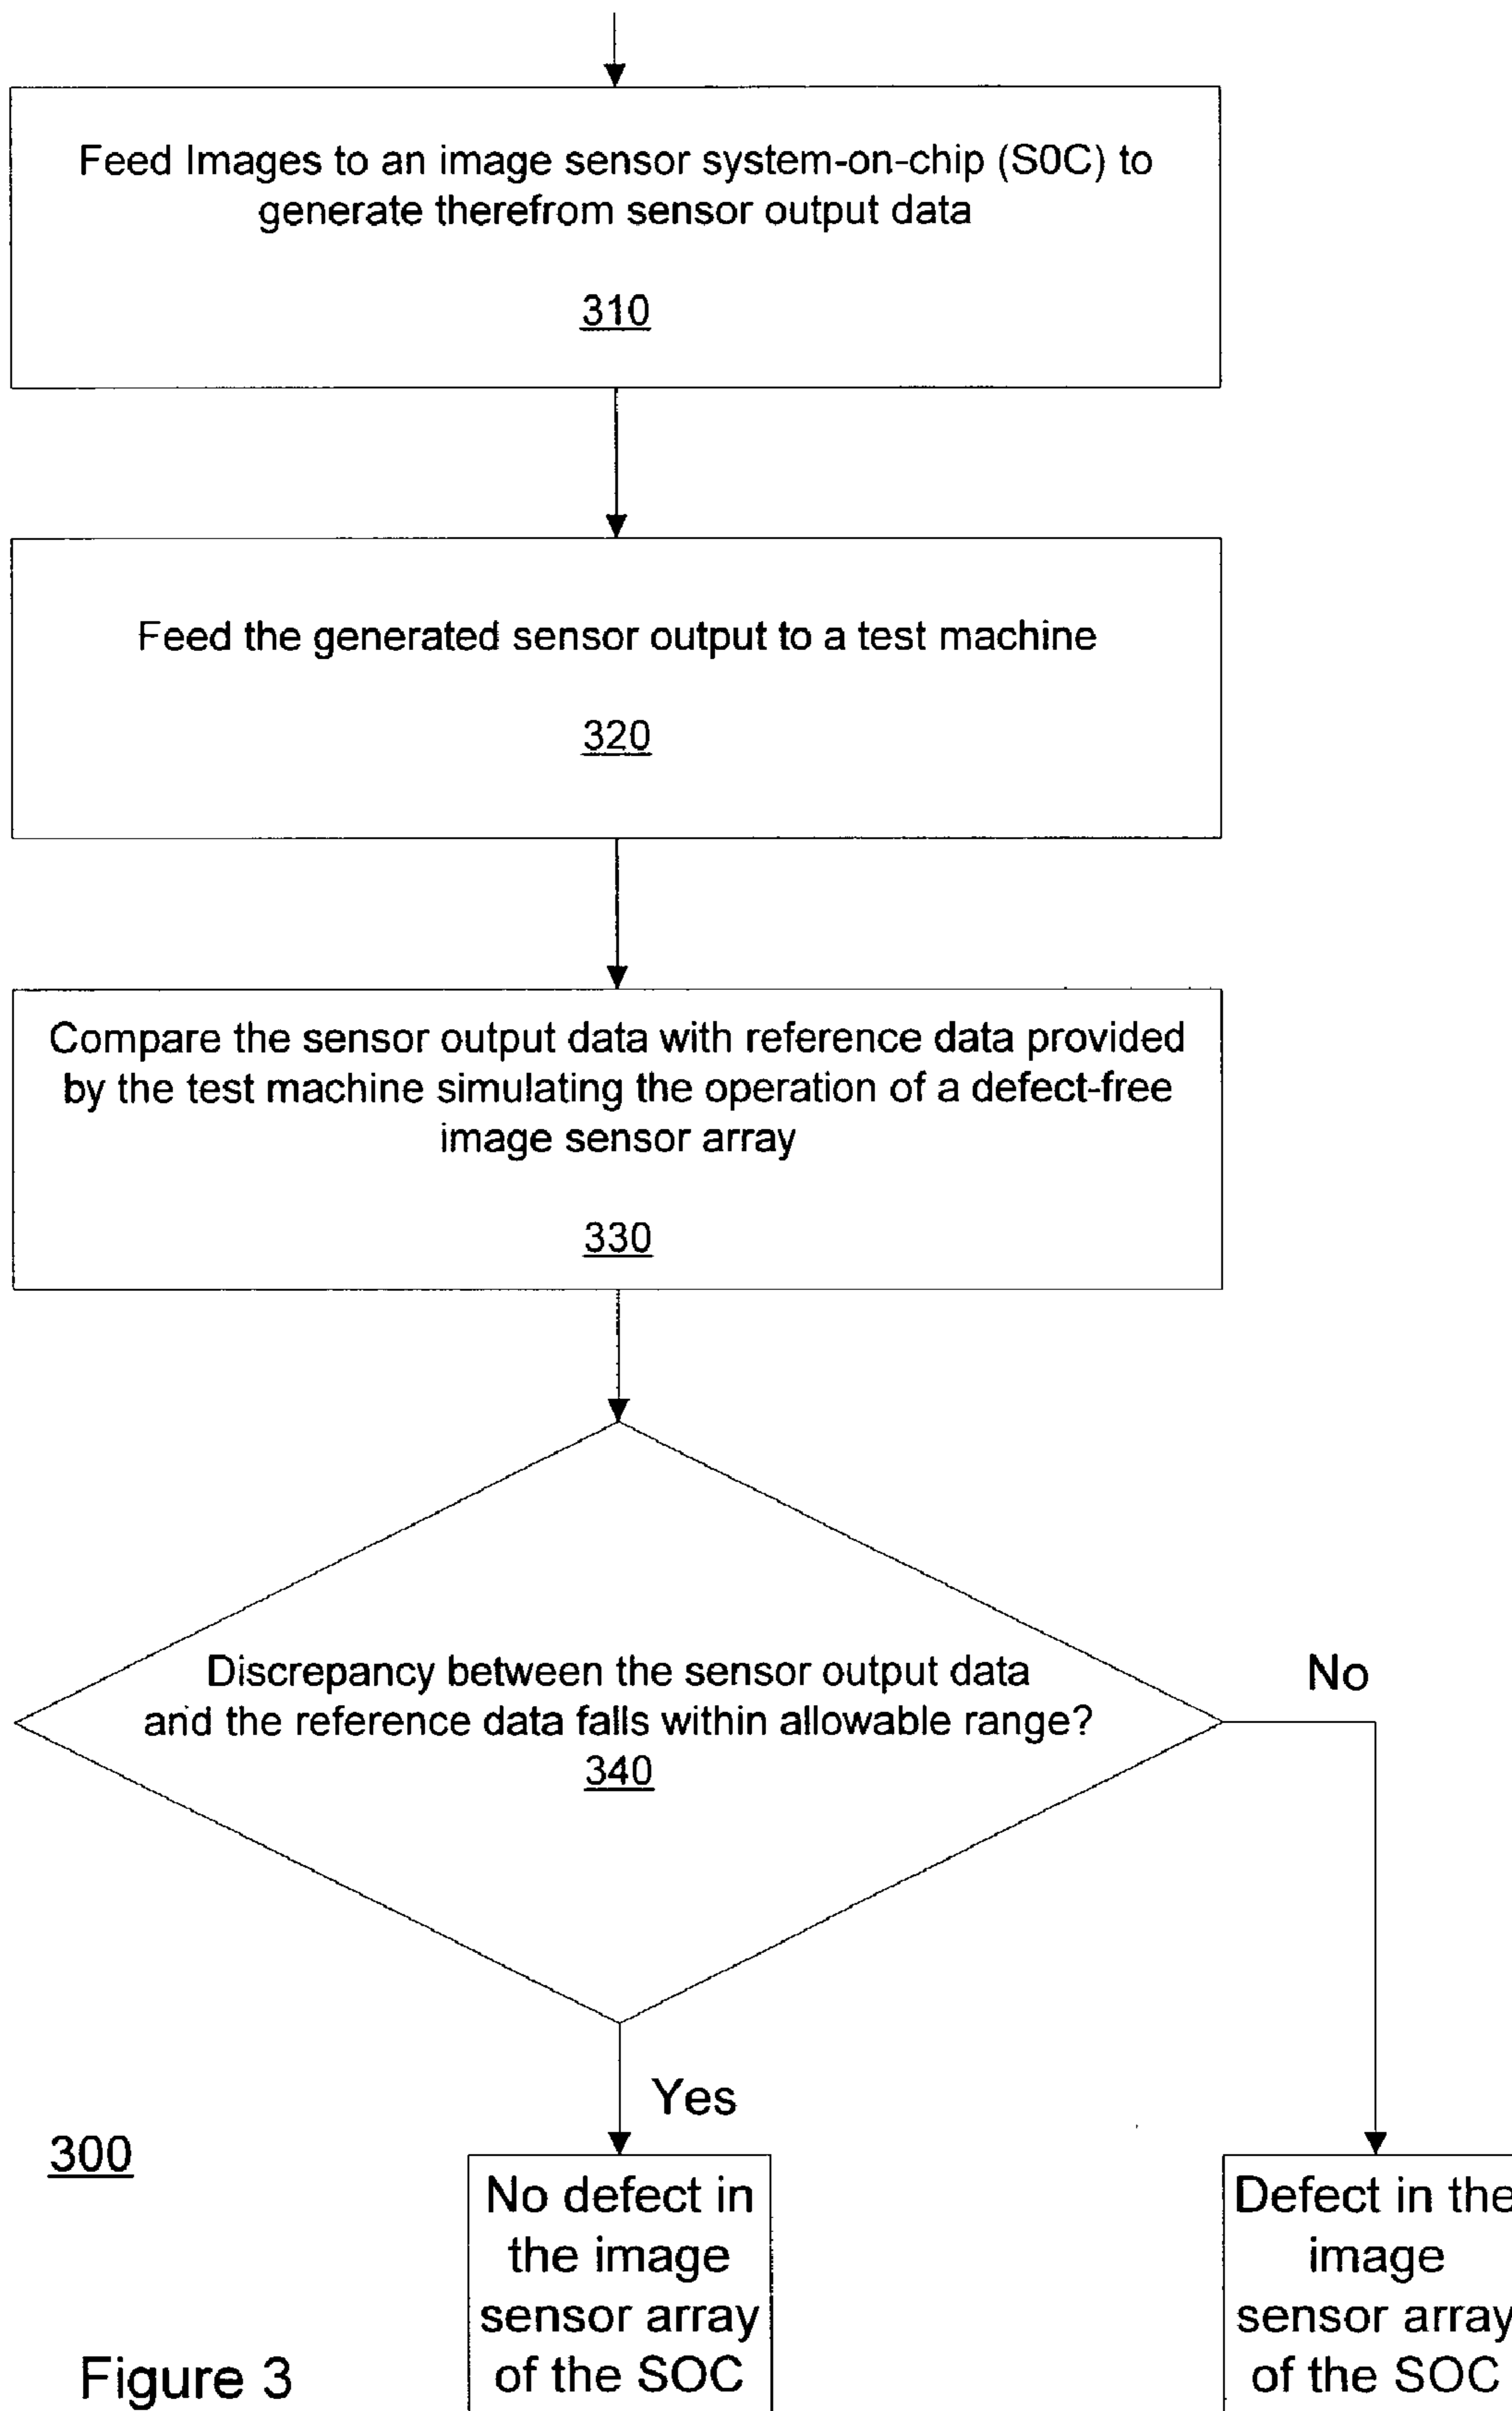 Feed Images to an image sensor system-on-chip (S0C) to
generate therefrom sensor output data
310
Feed the generated sensor output to a test machine
320
Compare the sensor output data with reference data provided
by the test machine simulating the operation of a defect-free
image sensor array
330
Discrepancy between the sensor output data
and the reference data falls within allowable range?
340
No
Yes
300
No defect in
the image
sensor array
of the SOC
Defect in the
image
sensor array
of the SOC
Figure 3